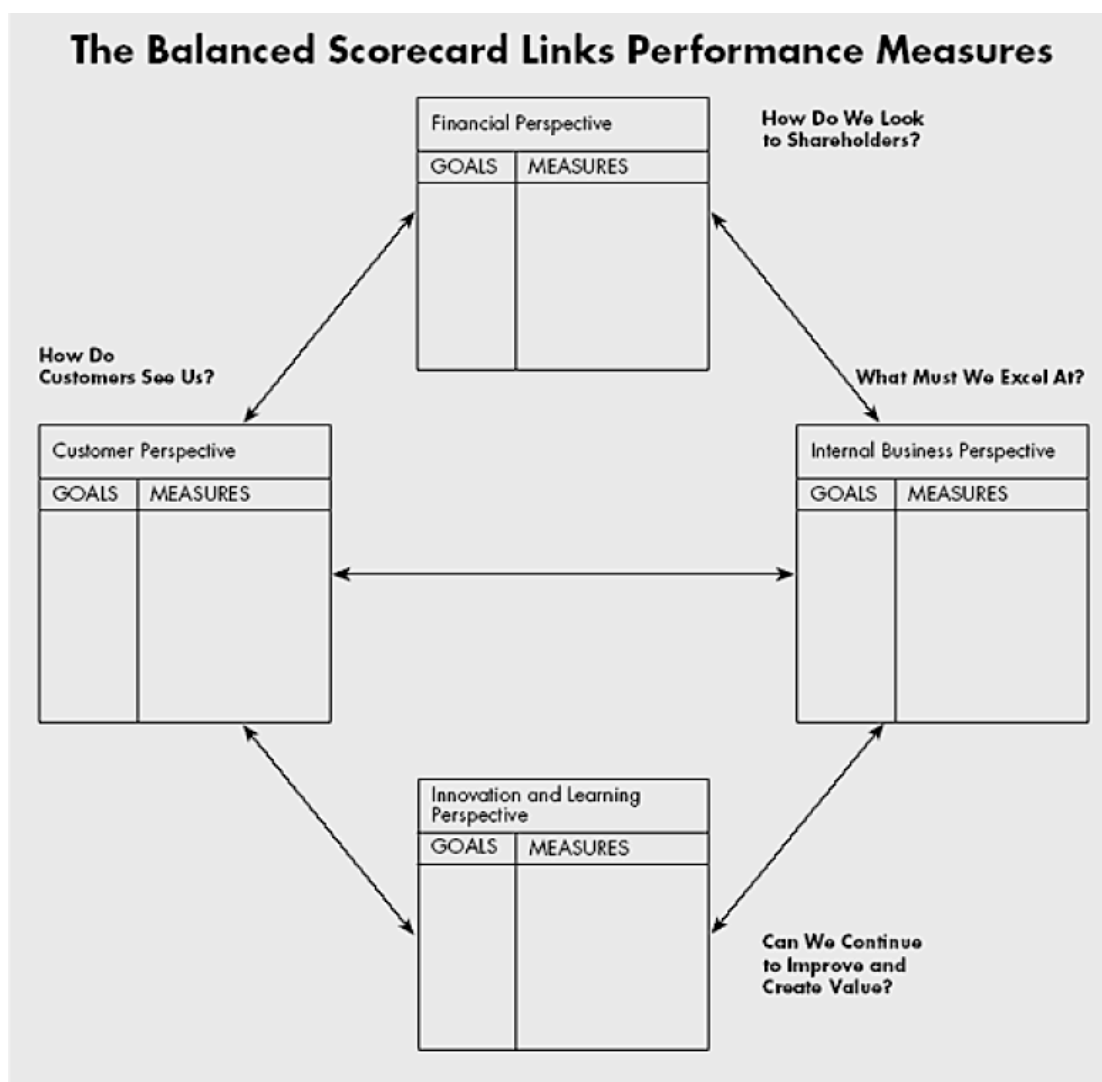 The Balanced Scorecard Links Performance Measures
Financial Perspective
GOALS MEASURES
How Do We Look
to Shareholders?
How Do
Customers See Us?
Customer Perspective
GOALS MEASURES
What Must We Excel At?
Internal Business Perspective
GOALS MEASURES
Innovation and Learning
Perspective
GOALS MEASURES
Can We Continue
to Improve and
Create Value?